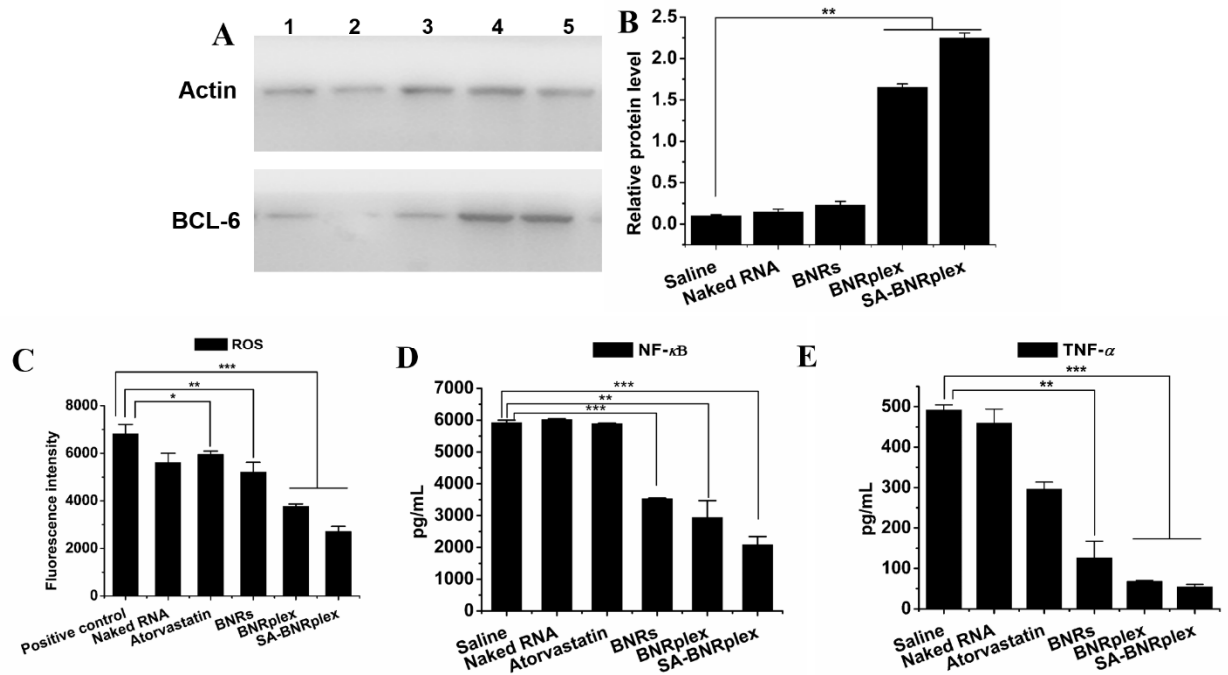 A
1 2 3 4 5
Actin
BCL-6
B
**
Relative protein level
2.5
2.0
1.5
1.0
0.5
0.0
Saline
Naked RNA
BNRs
BNRplex
SA-BNRplex
C
ROS
***
**
*
Fluorescence intensity
8000
6000
4000
2000
0
Positive control
Naked RNA
Atorvastatin
BNRs
BNRplex
SA-BNRplex
D
NF-κB
***
**
***
pg/mL
7000
6000
5000
4000
3000
2000
1000
0
Saline
Naked RNA
Atorvastatin
BNRs
BNRplex
SA-BNRplex
E
TNF-α
***
**
pg/mL
500
400
300
200
100
0
Saline
Naked RNA
Atorvastatin
BNRs
BNRplex
SA-BNRplex